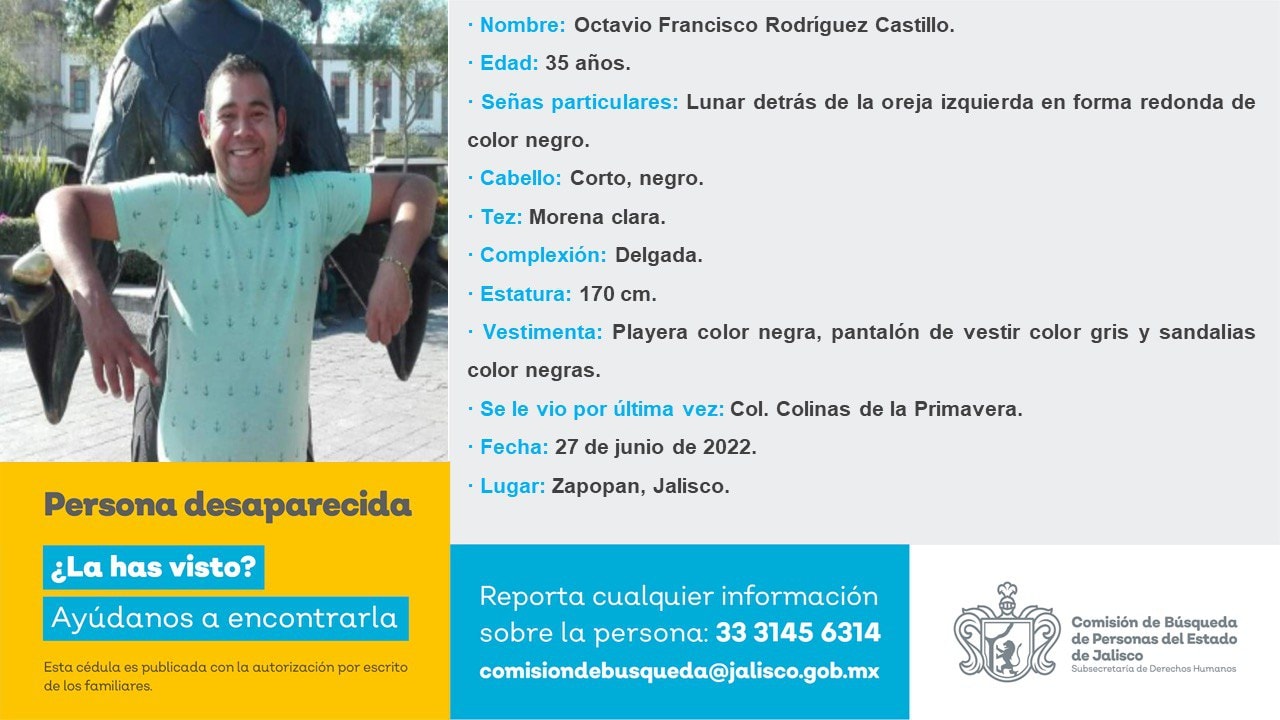 · Nombre: Octavio Francisco Rodríguez Castillo.
· Edad: 35 años.
· Señas particulares: Lunar detrás de la oreja izquierda en forma redonda de
color negro.
· Cabello: Corto, negro.
· Tez: Morena clara.
· Complexión: Delgada.
· Estatura: 170 cm.
· Vestimenta: Playera color negra, pantalón de vestir color gris y sandalias
color negras.
· Se le vio por última vez: Col. Colinas de la Primavera.
· Fecha: 27 de junio de 2022.
· Lugar: Zapopan, Jalisco.
Persona desaparecida
¿La has visto?
Ayúdanos a encontrarla
Esta cédula es publicada con la autorización por escrito
de los familiares.
Reporta cualquier información
sobre la persona: 33 3145 6314
comisiondebusqueda@jalisco.gob.mx
Comisión de Búsqueda
de Personas del Estado
de Jalisco
Subsecretaría de Derechos Humanos